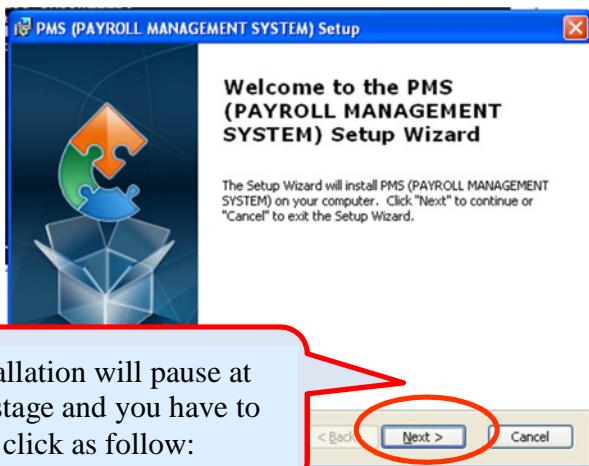 PMS (PAYROLL MANAGEMENT SYSTEM) Setup
Welcome to the PMS
(PAYROLL MANAGEMENT
SYSTEM) Setup Wizard
The Setup Wizard will install PMS (PAYROLL MANAGEMENT
SYSTEM) on your computer. Click "Next" to continue or
"Cancel" to exit the Setup Wizard.
allation will pause at
stage and you have to
click as follow:
< Back
Next >
Cancel